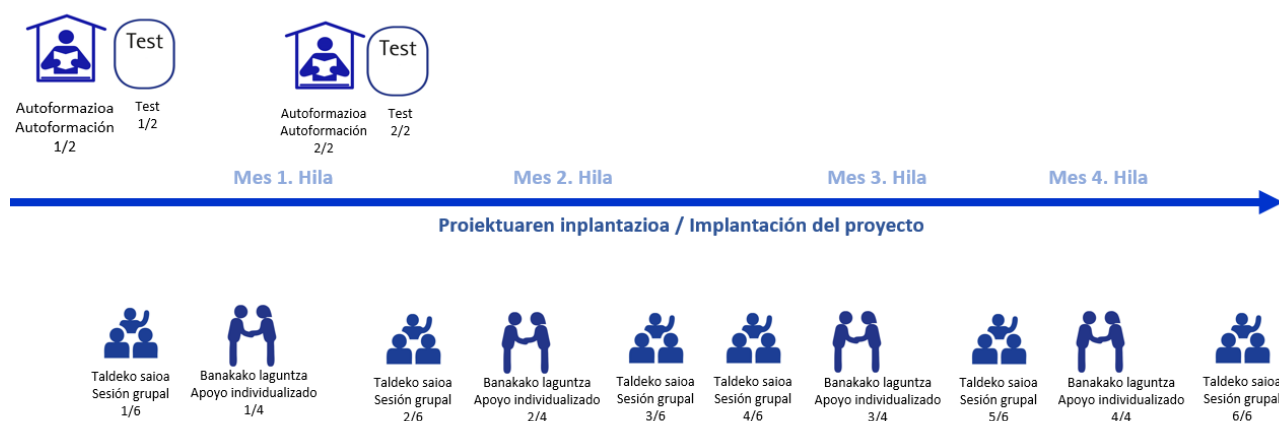 Test
Autoformazioa
Autoformación
1/2
Test
1/2
Test
Autoformazioa
Autoformación
2/2
Test
2/2
Mes 1. Hila
Mes 2. Hila
Mes 3. Hila
Mes 4. Hila
Proiektuaren inplantazioa / Implantación del proyecto
Taldeko saioa
Sesión grupal
1/6
Banakako laguntza
Apoyo individualizado
1/4
Taldeko saioa
Sesión grupal
2/6
Banakako laguntza
Apoyo individualizado
2/4
Taldeko saioa
Sesión grupal
3/6
Taldeko saioa
Sesión grupal
4/6
Banakako laguntza
Apoyo individualizado
3/4
Taldeko saioa
Sesión grupal
5/6
Banakako laguntza
Apoyo individualizado
4/4
Taldeko saioa
Sesión grupal
6/6